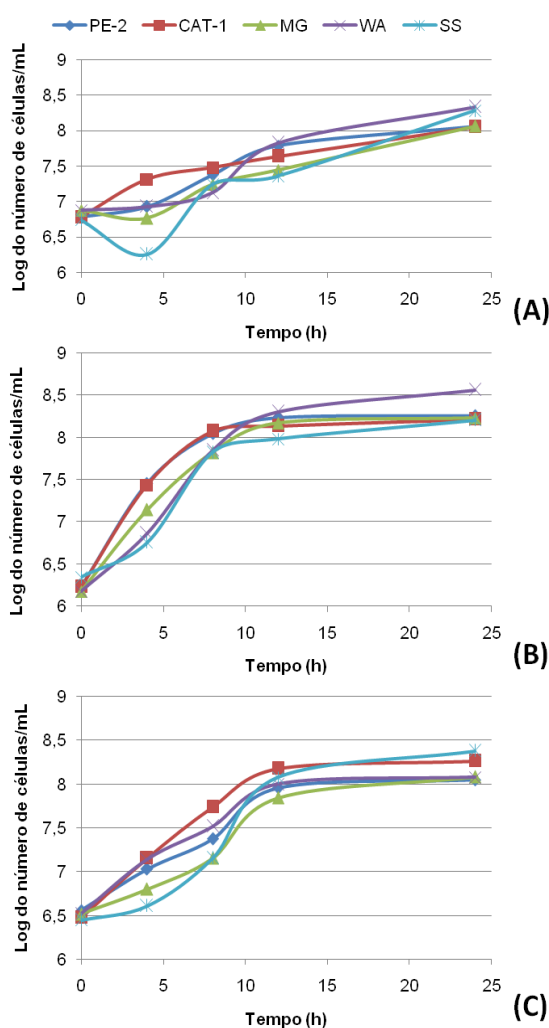 PE-2 CAT-1 MG WA SS
Log do número de células/mL
9
8,5
8
7,5
7
6,5
6
0 5 10 15 20 25
Tempo (h)
(A)
Log do número de células/mL
9
8,5
8
7,5
7
6,5
6
0 5 10 15 20 25
Tempo (h)
(B)
Log do número de células/mL
9
8,5
8
7,5
7
6,5
6
0 5 10 15 20 25
Tempo (h)
(C)